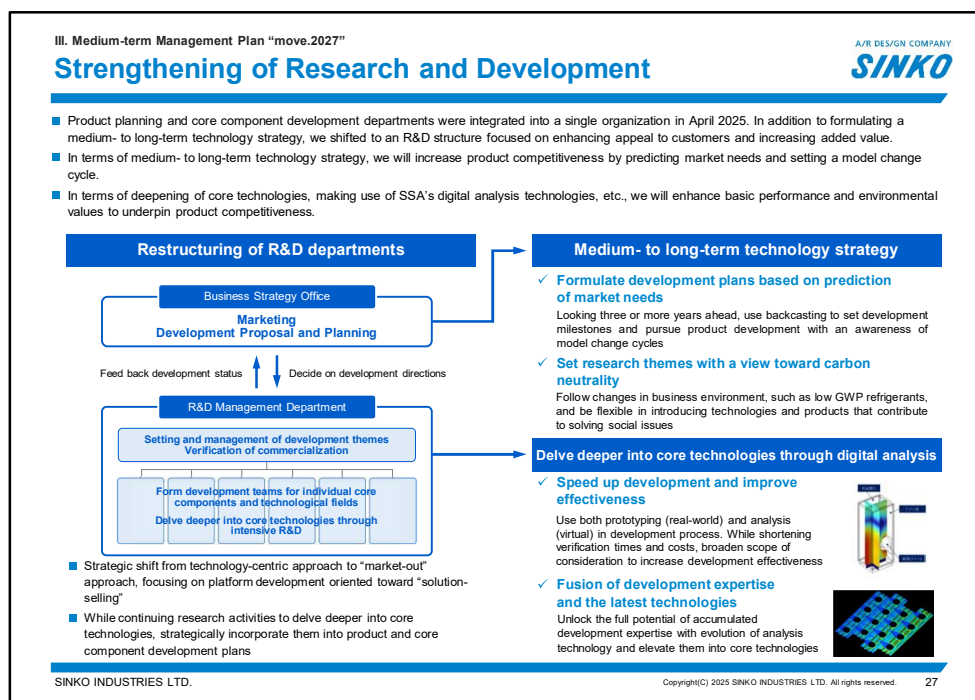 III. Medium-term Management Plan “move.2027”
Strengthening of Research and Development
A/R DES/GN COMPANY
SINKO
Product planning and core component development departments were integrated into a single organization in April 2025. In addition to formulating a
medium- to long-term technology strategy, we shifted to an R&D structure focused on enhancing appeal to customers and increasing added value.
In terms of medium- to long-term technology strategy, we will increase product competitiveness by predicting market needs and setting a model change
cycle.
In terms of deepening of core technologies, making use of SSA's digital analysis technologies, etc., we will enhance basic performance and environmental
values to underpin product competitiveness.
Restructuring of R&D departments
Business Strategy Office
Marketing
Development Proposal and Planning
Feed back development status
Decide on development directions
R&D Management Department
Setting and management of development themes
Verification of commercialization
Form development teams for individual core
components and technological fields
Delve deeper into core technologies through
intensive R&D
Strategic shift from technology-centric approach to “market-out”
approach, focusing on platform development oriented toward “solution-
selling”
While continuing research activities to delve deeper into core
technologies, strategically incorporate them into product and core
component development plans
Medium- to long-term technology strategy
Formulate development plans based on prediction
of market needs
Looking three or more years ahead, use backcasting to set development
milestones and pursue product development with an awareness of
model change cycles
Set research themes with a view toward carbon
neutrality
Follow changes in business environment, such as low GWP refrigerants,
and be flexible in introducing technologies and products that contribute
to solving social issues
Delve deeper into core technologies through digital analysis
Speed up development and improve
effectiveness
Use both prototyping (real-world) and analysis
(virtual) in development process. While shortening
verification times and costs, broaden scope of
consideration to increase development effectiveness
Fusion of development expertise
and the latest technologies
Unlock the full potential of accumulated
development expertise with evolution of analysis
technology and elevate them into core technologies
SINKO INDUSTRIES LTD.
Copyright(C) 2025 SINKO INDUSTRIES LTD. All rights reserved.
27